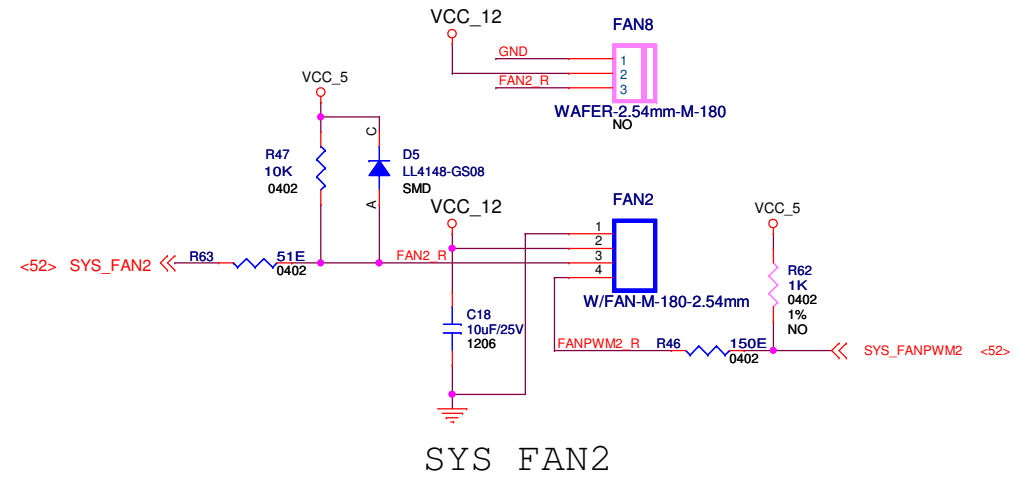 VCC_12
FAN8
GND
1
2
FAN2_R
3
WAFER-2.54mm-M-180
NO
VCC_5
C
R47
10K
0402
D5
LL4148-GS08
SMD
A
VCC_12
FAN2
1
2
3
4
W/FAN-M-180-2.54mm
VCC_5
R62
1K
0402
1%
NO
<52> SYS_FAN2
R63
51E
0402
FAN2_R
C18
10uF/25V
1206
FANPWM2_R
R46
150E
0402
SYS_FANPWM2 <52>
SYS FAN2